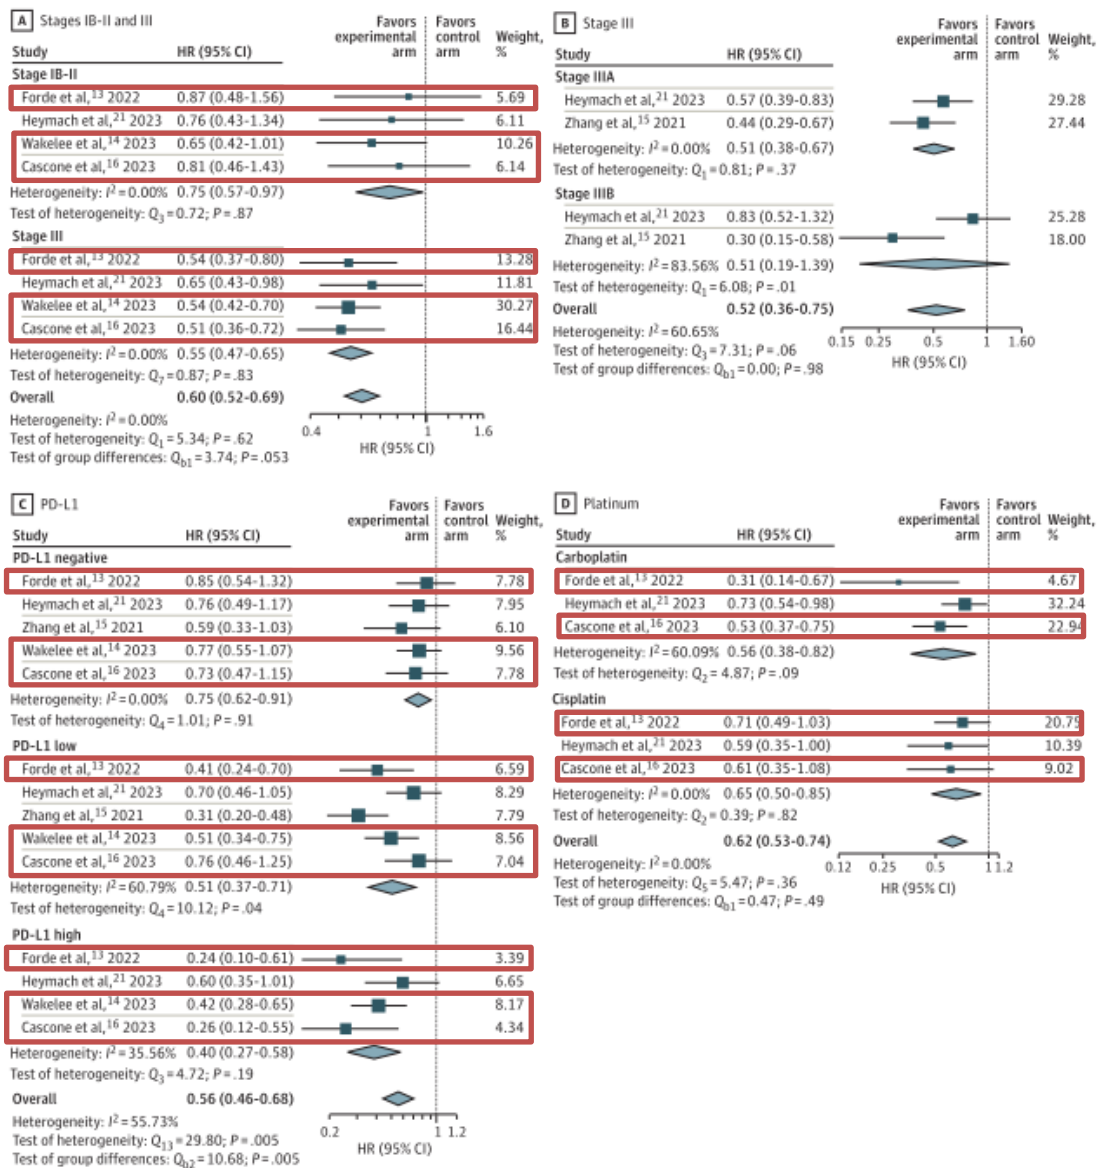 A Stages IB-II and III
Favors experimental arm Favors control arm Weight, %
Study HR (95% CI)
Stage IB-II
Forde et al,13 2022 0.87 (0.48-1.56) 5.69
Heymach et al,21 2023 0.76 (0.43-1.34) 6.11
Wakelee et al,14 2023 0.65 (0.42-1.01) 10.26
Cascone et al,16 2023 0.81 (0.46-1.43) 6.14
Heterogeneity: I2 = 0.00% 0.75 (0.57-0.97)
Test of heterogeneity: Q3 = 0.72; P = .87
Stage III
Forde et al,13 2022 0.54 (0.37-0.80) 13.28
Heymach et al,21 2023 0.65 (0.43-0.98) 11.81
Wakelee et al,14 2023 0.54 (0.42-0.70) 30.27
Cascone et al,16 2023 0.51 (0.36-0.72) 16.44
Heterogeneity: I2 = 0.00% 0.55 (0.47-0.65)
Test of heterogeneity: Q7 = 0.87; P = .83
Overall 0.60 (0.52-0.69)
Heterogeneity: I2 = 0.00%
Test of heterogeneity: Q1 = 5.34; P = .62
Test of group differences: Qb1 = 3.74; P = .053
0.4 1 1.6
HR (95% CI)
B Stage III
Favors experimental arm Favors control arm Weight, %
Study HR (95% CI)
Stage IIIA
Heymach et al,21 2023 0.57 (0.39-0.83) 29.28
Zhang et al,15 2021 0.44 (0.29-0.67) 27.44
Heterogeneity: I2 = 0.00% 0.51 (0.38-0.67)
Test of heterogeneity: Q1 = 0.81; P = .37
Stage IIIB
Heymach et al,21 2023 0.83 (0.52-1.32) 25.28
Zhang et al,15 2021 0.30 (0.15-0.58) 18.00
Heterogeneity: I2 = 83.56% 0.51 (0.19-1.39)
Test of heterogeneity: Q1 = 6.08; P = .01
Overall 0.52 (0.36-0.75)
Heterogeneity: I2 = 60.65%
Test of heterogeneity: Q3 = 7.31; P = .06
Test of group differences: Qb1 = 0.00; P = .98
0.15 0.25 0.5 1 1.60
HR (95% CI)
C PD-L1
Favors experimental arm Favors control arm Weight, %
Study HR (95% CI)
PD-L1 negative
Forde et al,13 2022 0.85 (0.54-1.32) 7.78
Heymach et al,21 2023 0.76 (0.49-1.17) 7.95
Zhang et al,15 2021 0.59 (0.33-1.03) 6.10
Wakelee et al,14 2023 0.77 (0.55-1.07) 9.56
Cascone et al,16 2023 0.73 (0.47-1.15) 7.78
Heterogeneity: I2 = 0.00% 0.75 (0.62-0.91)
Test of heterogeneity: Q4 = 1.01; P = .91
PD-L1 low
Forde et al,13 2022 0.41 (0.24-0.70) 6.59
Heymach et al,21 2023 0.70 (0.46-1.05) 8.29
Zhang et al,15 2021 0.31 (0.20-0.48) 7.79
Wakelee et al,14 2023 0.51 (0.34-0.75) 8.56
Cascone et al,16 2023 0.76 (0.46-1.25) 7.04
Heterogeneity: I2 = 60.79% 0.51 (0.37-0.71)
Test of heterogeneity: Q4 = 10.12; P = .04
PD-L1 high
Forde et al,13 2022 0.24 (0.10-0.61) 3.39
Heymach et al,21 2023 0.60 (0.35-1.01) 6.65
Wakelee et al,14 2023 0.42 (0.28-0.65) 8.17
Cascone et al,16 2023 0.26 (0.12-0.55) 4.34
Heterogeneity: I2 = 35.56% 0.40 (0.27-0.58)
Test of heterogeneity: Q3 = 4.72; P = .19
Overall 0.56 (0.46-0.68)
Heterogeneity: I2 = 55.73%
Test of heterogeneity: Q13 = 29.80; P = .005
Test of group differences: Qb2 = 10.68; P = .005
0.2 1 1.2
HR (95% CI)
D Platinum
Favors experimental arm Favors control arm Weight, %
Study HR (95% CI)
Carboplatin
Forde et al,13 2022 0.31 (0.14-0.67) 4.67
Heymach et al,21 2023 0.73 (0.54-0.98) 32.24
Cascone et al,16 2023 0.53 (0.37-0.75) 22.94
Heterogeneity: I2 = 60.09% 0.56 (0.38-0.82)
Test of heterogeneity: Q2 = 4.87; P = .09
Cisplatin
Forde et al,13 2022 0.71 (0.49-1.03) 20.75
Heymach et al,21 2023 0.59 (0.35-1.00) 10.39
Cascone et al,16 2023 0.61 (0.35-1.08) 9.02
Heterogeneity: I2 = 0.00% 0.65 (0.50-0.85)
Test of heterogeneity: Q2 = 0.39; P = .82
Overall 0.62 (0.53-0.74)
Heterogeneity: I2 = 0.00%
Test of heterogeneity: Q5 = 5.47; P = .36
Test of group differences: Qb1 = 0.47; P = .49
0.12 0.25 0.5 1 1.2
HR (95% CI)